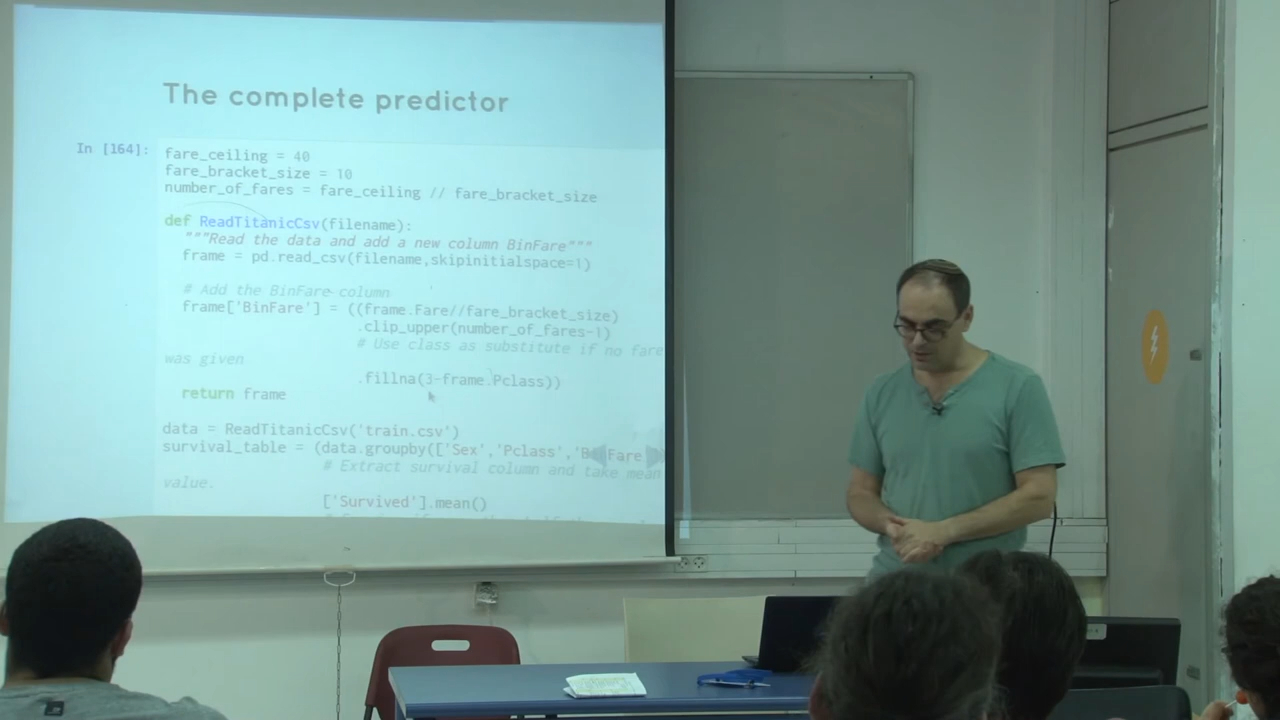 The complete predictor
In [164]:
fare_ceiling = 40
fare_bracket_size = 10
number_of_fares = fare_ceiling // fare_bracket_size
def ReadTitanicCsv(filename):
"""Read the data and add a new column BinFare"""
frame = pd.read_csv(filename,skipinitialspace=1)
# Add the BinFare column
frame['BinFare'] = ((frame.Fare//fare_bracket_size)
.clip_upper(number_of_fares-1)
# Use class as substitute if no fare
was given
.fillna(3-frame.Pclass))
return frame
data = ReadTitanicCsv('train.csv')
survival_table = (data.groupby(['Sex','Pclass','BinFare
# Extract survival column and take mean
value.
['Survived'].mean()